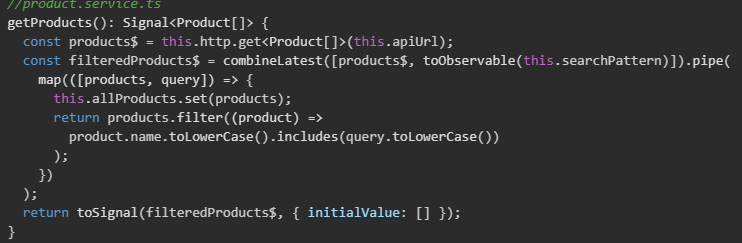 //product.service.ts
getProducts(): Signal<Product[]> {
  const products$ = this.http.get<Product[]>(this.apiUrl);
  const filteredProducts$ = combineLatest([products$, toObservable(this.searchPattern)]).pipe(
    map(([products, query]) => {
      this.allProducts.set(products);
      return products.filter((product) =>
        product.name.toLowerCase().includes(query.toLowerCase())
      );
    })
  );
  return toSignal(filteredProducts$, { initialValue: [] });
}